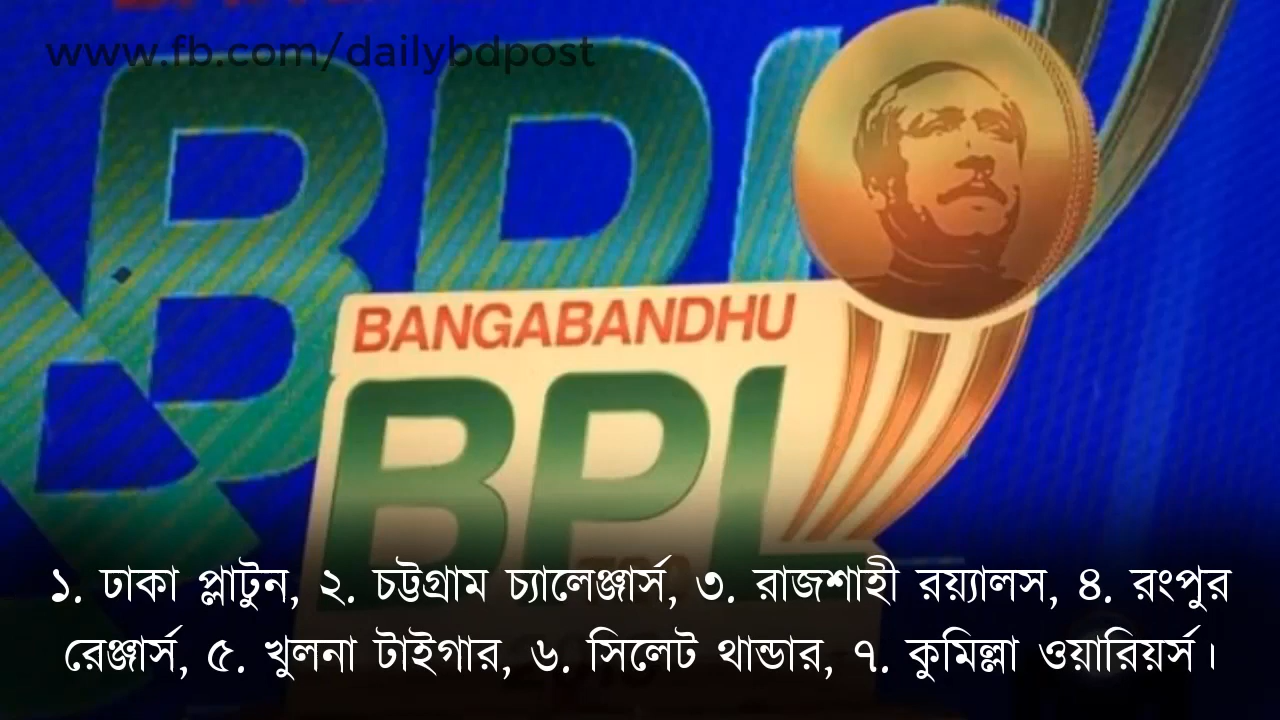 www.fb.com/dailybdpost
BPL
BANGABANDHU
BPL
১. ঢাকা প্লাটুন, ২. চট্টগ্রাম চ্যালেঞ্জার্স, ৩. রাজশাহী রয়্যালস, ৪. রংপুর
রেঞ্জার্স, ৫. খুলনা টাইগার, ৬. সিলেট থান্ডার, ৭. কুমিল্লা ওয়ারিয়র্স।